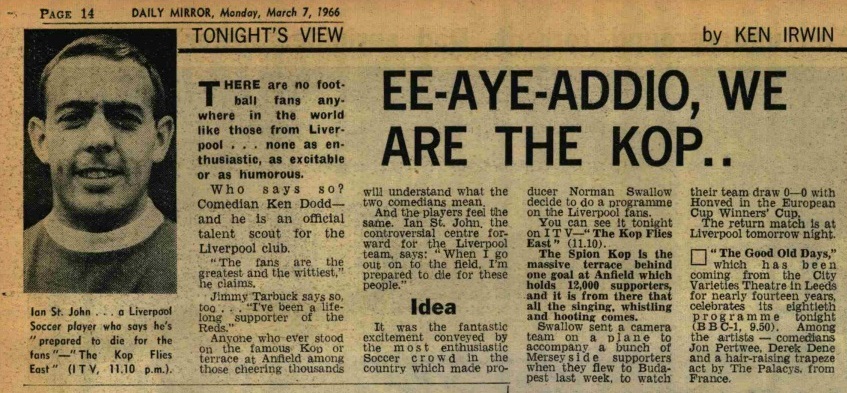 PAGE 14
DAILY MIRROR, Monday, March 7, 1966
TONIGHT'S VIEW
by KEN IRWIN
EE-AYE-ADDIO, WE
ARE THE KOP..
Ian St. John . . . a Liverpool
Soccer player who says he's
"prepared to die for the
fans"—"The Kop Flies
East" (ITV, 11.10 p.m.).
THERE are no foot-
ball fans any-
where in the world
like those from Liver-
pool . . . none as en-
thusiastic, as excitable
or as humorous.
Who says so?
Comedian Ken Dodd—
and he is an official
talent scout for the
Liverpool club.
"The fans are the
greatest and the wittiest,"
he claims.
Jimmy Tarbuck says so,
too . . . "I've been a life-
long supporter of the
Reds."
Anyone who ever stood
on the famous Kop or
terrace at Anfield among
those cheering thousands
will understand what the
two comedians mean.
And the players feel the
same. Ian St. John, the
controversial centre for-
ward for the Liverpool
team, says: "When I go
out on to the field, I'm
prepared to die for these
people."
Idea
It was the fantastic
excitement conveyed by
the most enthusiastic
Soccer crowd in the
country which made pro-
ducer Norman Swallow
decide to do a programme
on the Liverpool fans.
You can see it tonight
on ITV—"The Kop Flies
East" (11.10).
The Spion Kop is the
massive terrace behind
one goal at Anfield which
holds 12,000 supporters,
and it is from there that
all the singing, whistling
and hooting comes.
Swallow sent a camera
team on a plane to
accompany a bunch of
Merseyside supporters
when they flew to Buda-
pest last week, to watch
their team draw 0—0 with
Honved in the European
Cup Winners' Cup.
The return match is at
Liverpool tomorrow night.
"The Good Old Days,"
which has been
coming from the City
Varieties Theatre in Leeds
for nearly fourteen years,
celebrates its eightieth
programme tonight
(BBC-1, 9.50). Among
the artists — comedians
Jon Pertwee, Derek Dene
and a hair-raising trapeze
act by The Palacys, from
France.